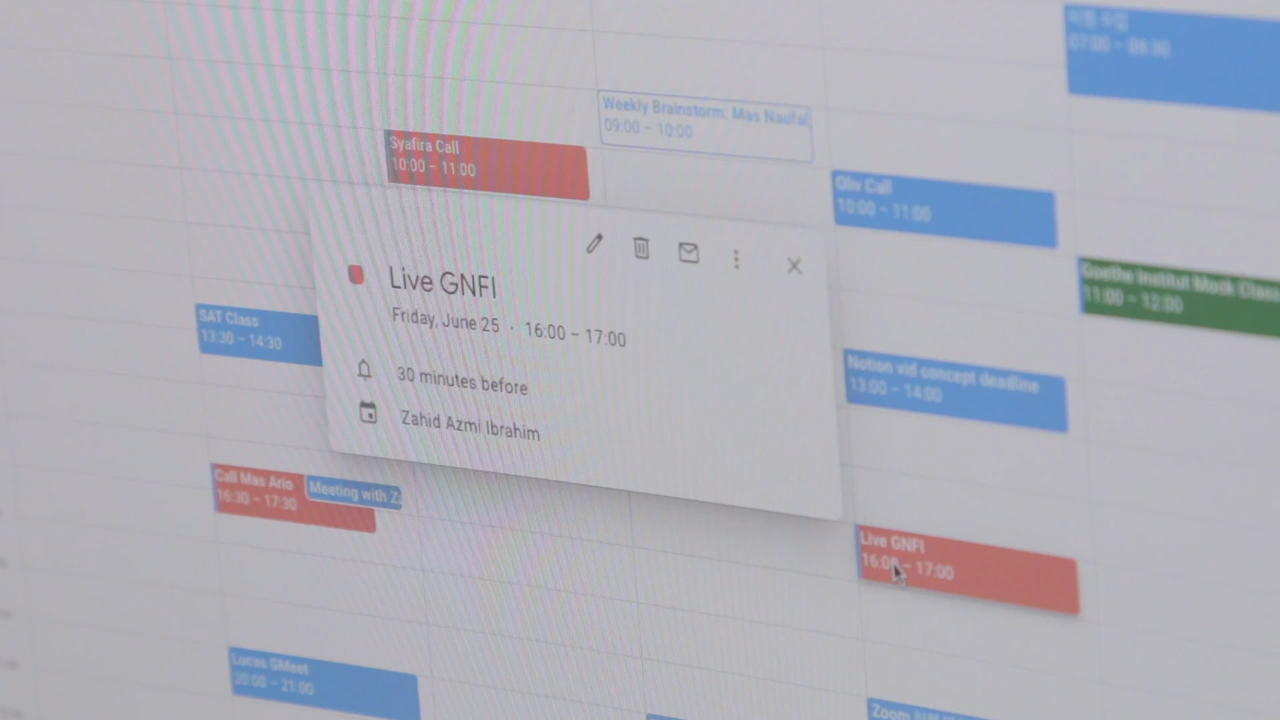 07:00 – 08:30
Weekly Brainstorm: Mas Naufal
09:00 – 10:00
Syafira Call
10:00 – 11:00
Oliv Call
10:00 – 11:00
Goethe Institut Mock Class
11:00 – 12:00
Live GNFI
Friday, June 25 · 16:00 – 17:00
30 minutes before
Zahid Azmi Ibrahim
SAT Class
13:30 – 14:30
Notion vid concept deadline
13:00 – 14:00
Call Mas Ario
16:30 – 17:30
Meeting with Z
Live GNFI
16:00 – 17:00
Lucas GMeet
20:00 – 21:00
Zoom